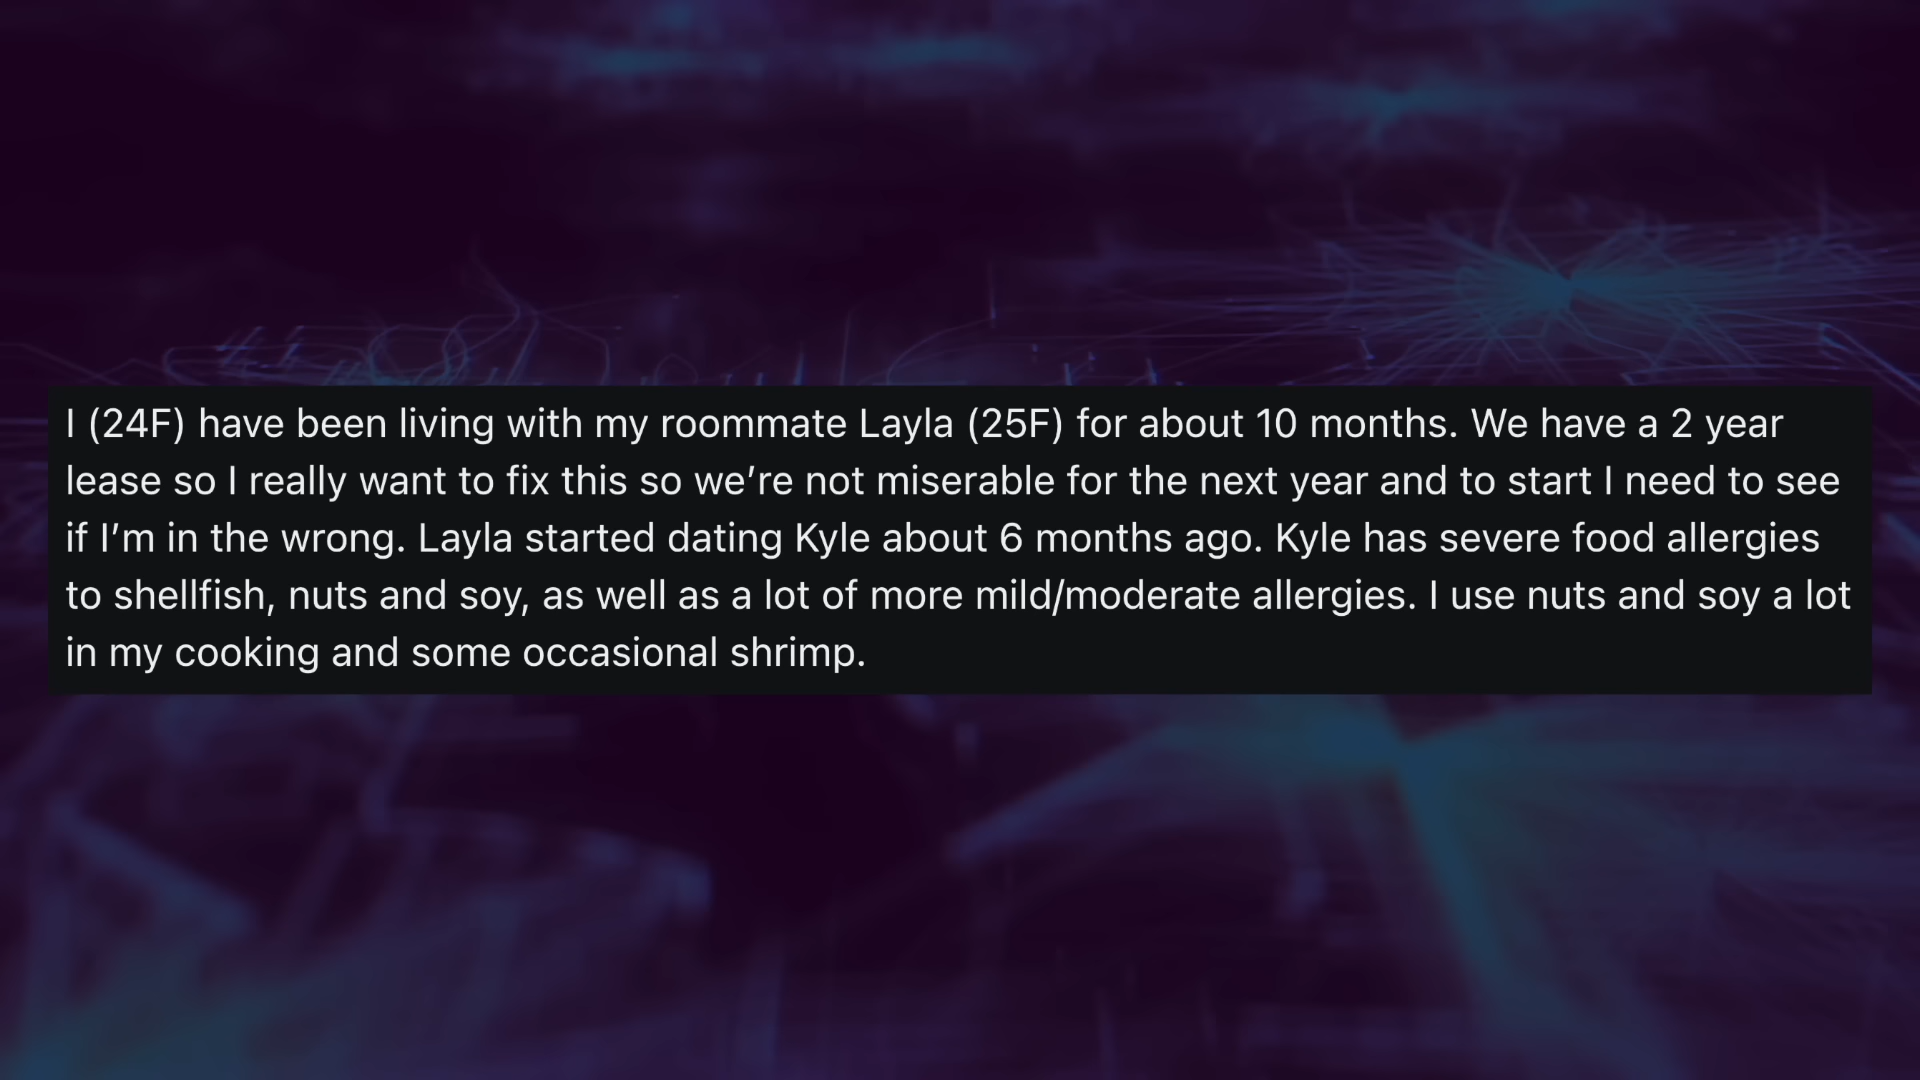 I (24F) have been living with my roommate Layla (25F) for about 10 months. We have a 2 year
lease so I really want to fix this so we’re not miserable for the next year and to start I need to see
if I’m in the wrong. Layla started dating Kyle about 6 months ago. Kyle has severe food allergies
to shellfish, nuts and soy, as well as a lot of more mild/moderate allergies. I use nuts and soy a lot
in my cooking and some occasional shrimp.